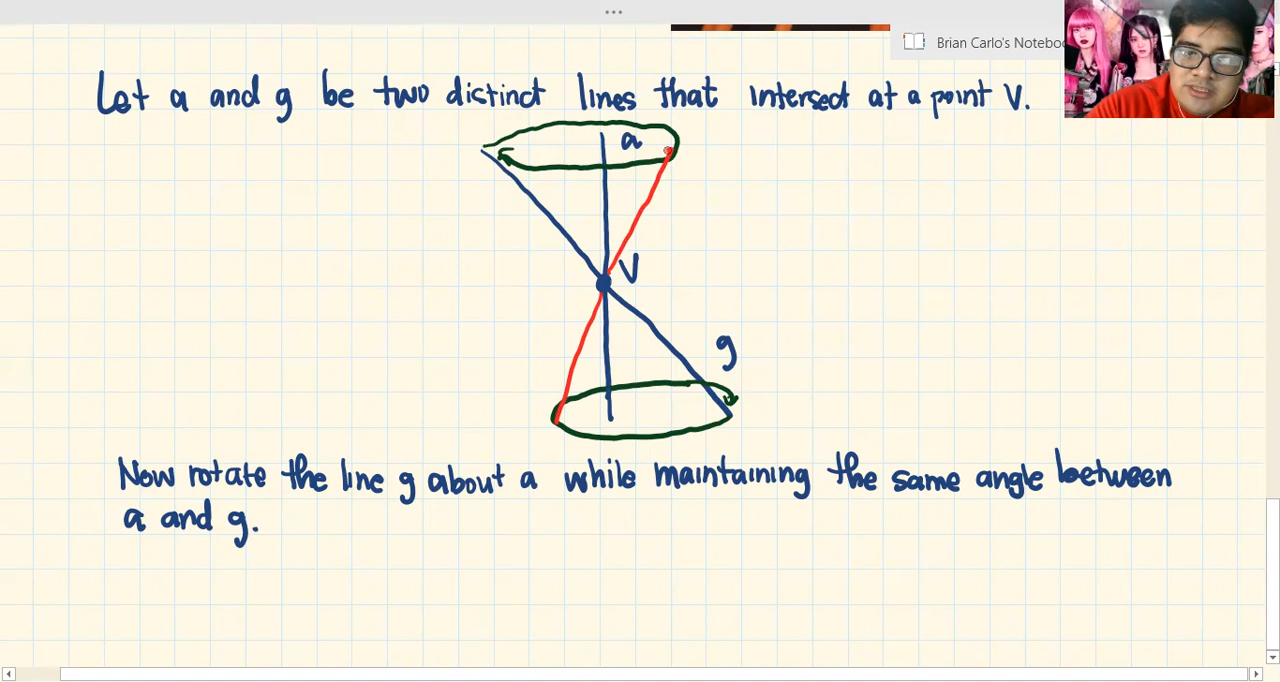 Brian Carlo's Notebo
Let a and g be two distinct lines that intersect at a point V.
a
V
g
Now rotate the line g about a while maintaining the same angle between
a and g.